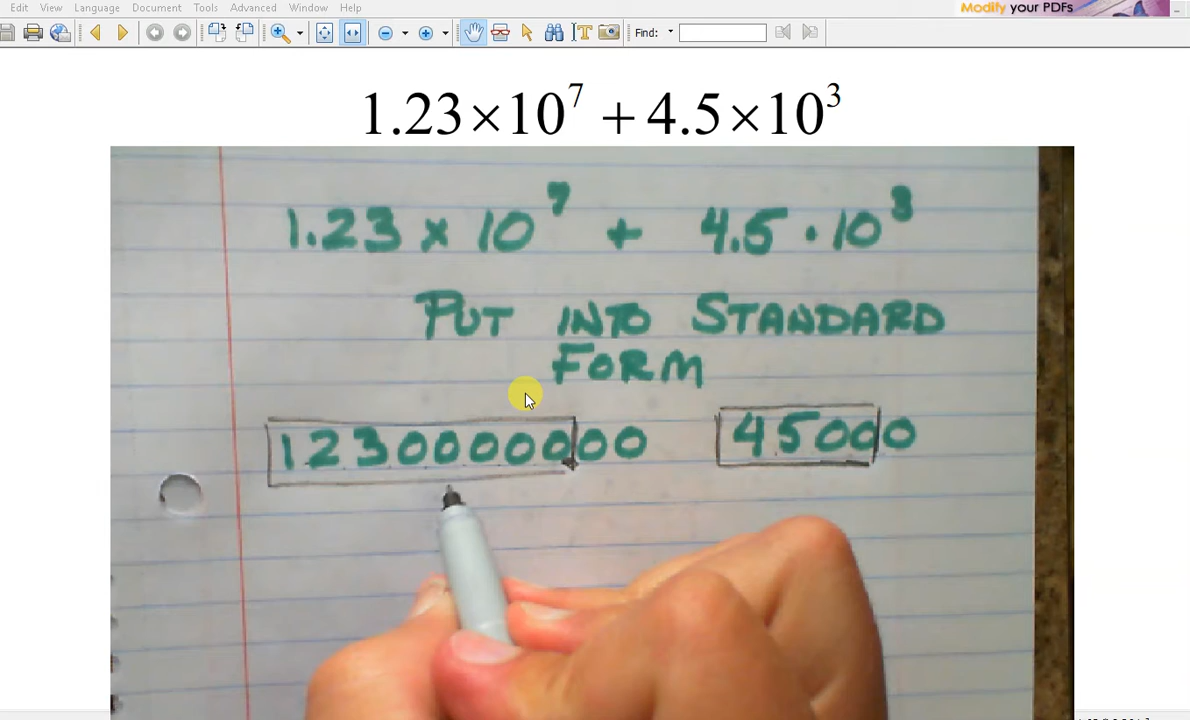 Edit View Language Document Tools Advanced Window Help
Modify your PDFs
Find:
1.23×10⁷ + 4.5×10³
1.23 x 10⁷ + 4.5 · 10³
PUT INTO STANDARD
FORM
12300000000 45000